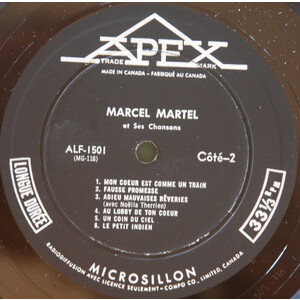 APEX
TRADE MARK
MADE IN CANADA - FABRIQUÉ AU CANADA
MARCEL MARTEL
et Ses Chansons
ALF-1501
(MG-118)
Côté-2
LONGUE DURÉE
33⅓ R.P.M.
1. MON COEUR EST COMME UN TRAIN
2. FAUSSE PROMESSE
3. ADIEU MAUVAISES RÊVERIES
(avec Noëlla Therrien)
4. AU LOBBY DE TON COEUR
5. UN COIN DU CIEL
6. LE PETIT INDIEN
MICROSILLON
RADIODIFFUSION AVEC LICENCE SEULEMENT - COMPO CO., LIMITED, CANADA